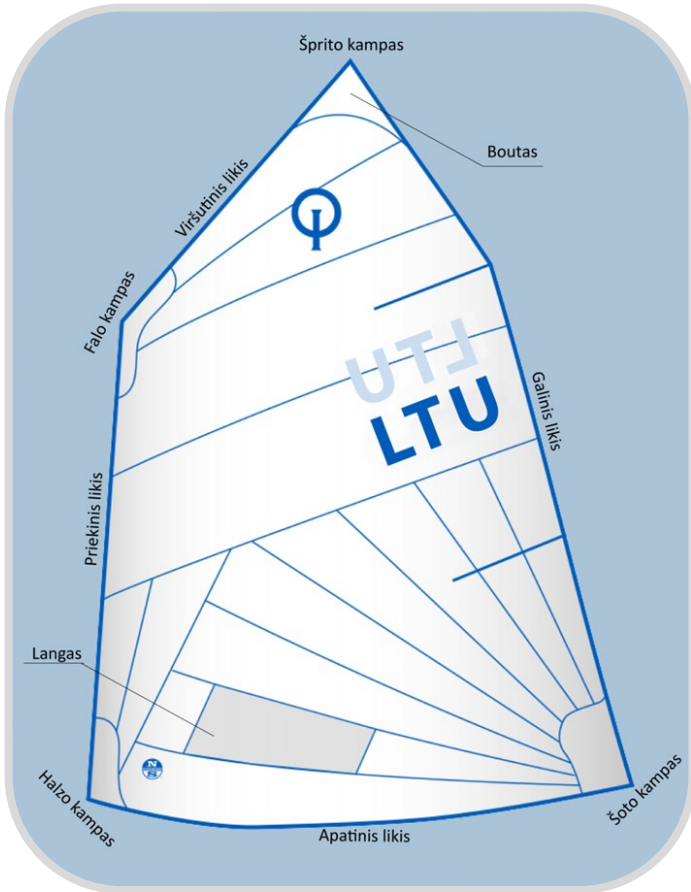 Šprito kampas
Boutas
Viršutinis likis
Falo kampas
LTU
LTU
Galinis likis
Priekinis likis
Langas
N
S
Halzo kampas
Apatinis likis
Šoto kampas